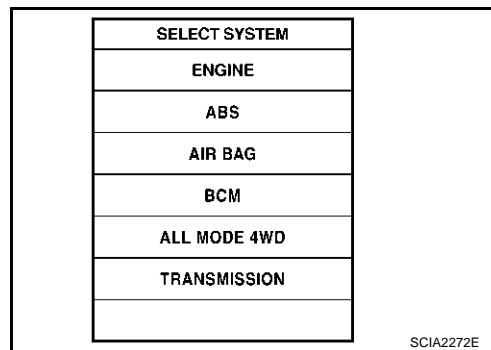 SELECT SYSTEM
ENGINE
ABS
AIR BAG
BCM
ALL MODE 4WD
TRANSMISSION
SCIA2272E